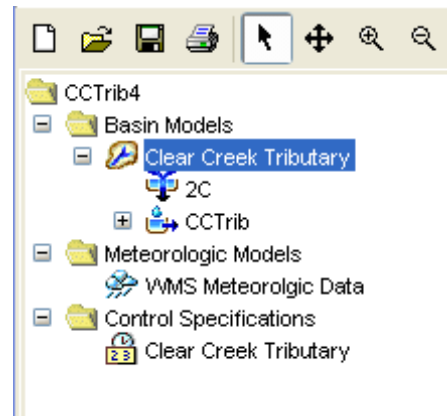 CCTrib4
Basin Models
Clear Creek Tributary
2C
CCTrib
Meteorologic Models
WMS Meteorolgic Data
Control Specifications
Clear Creek Tributary